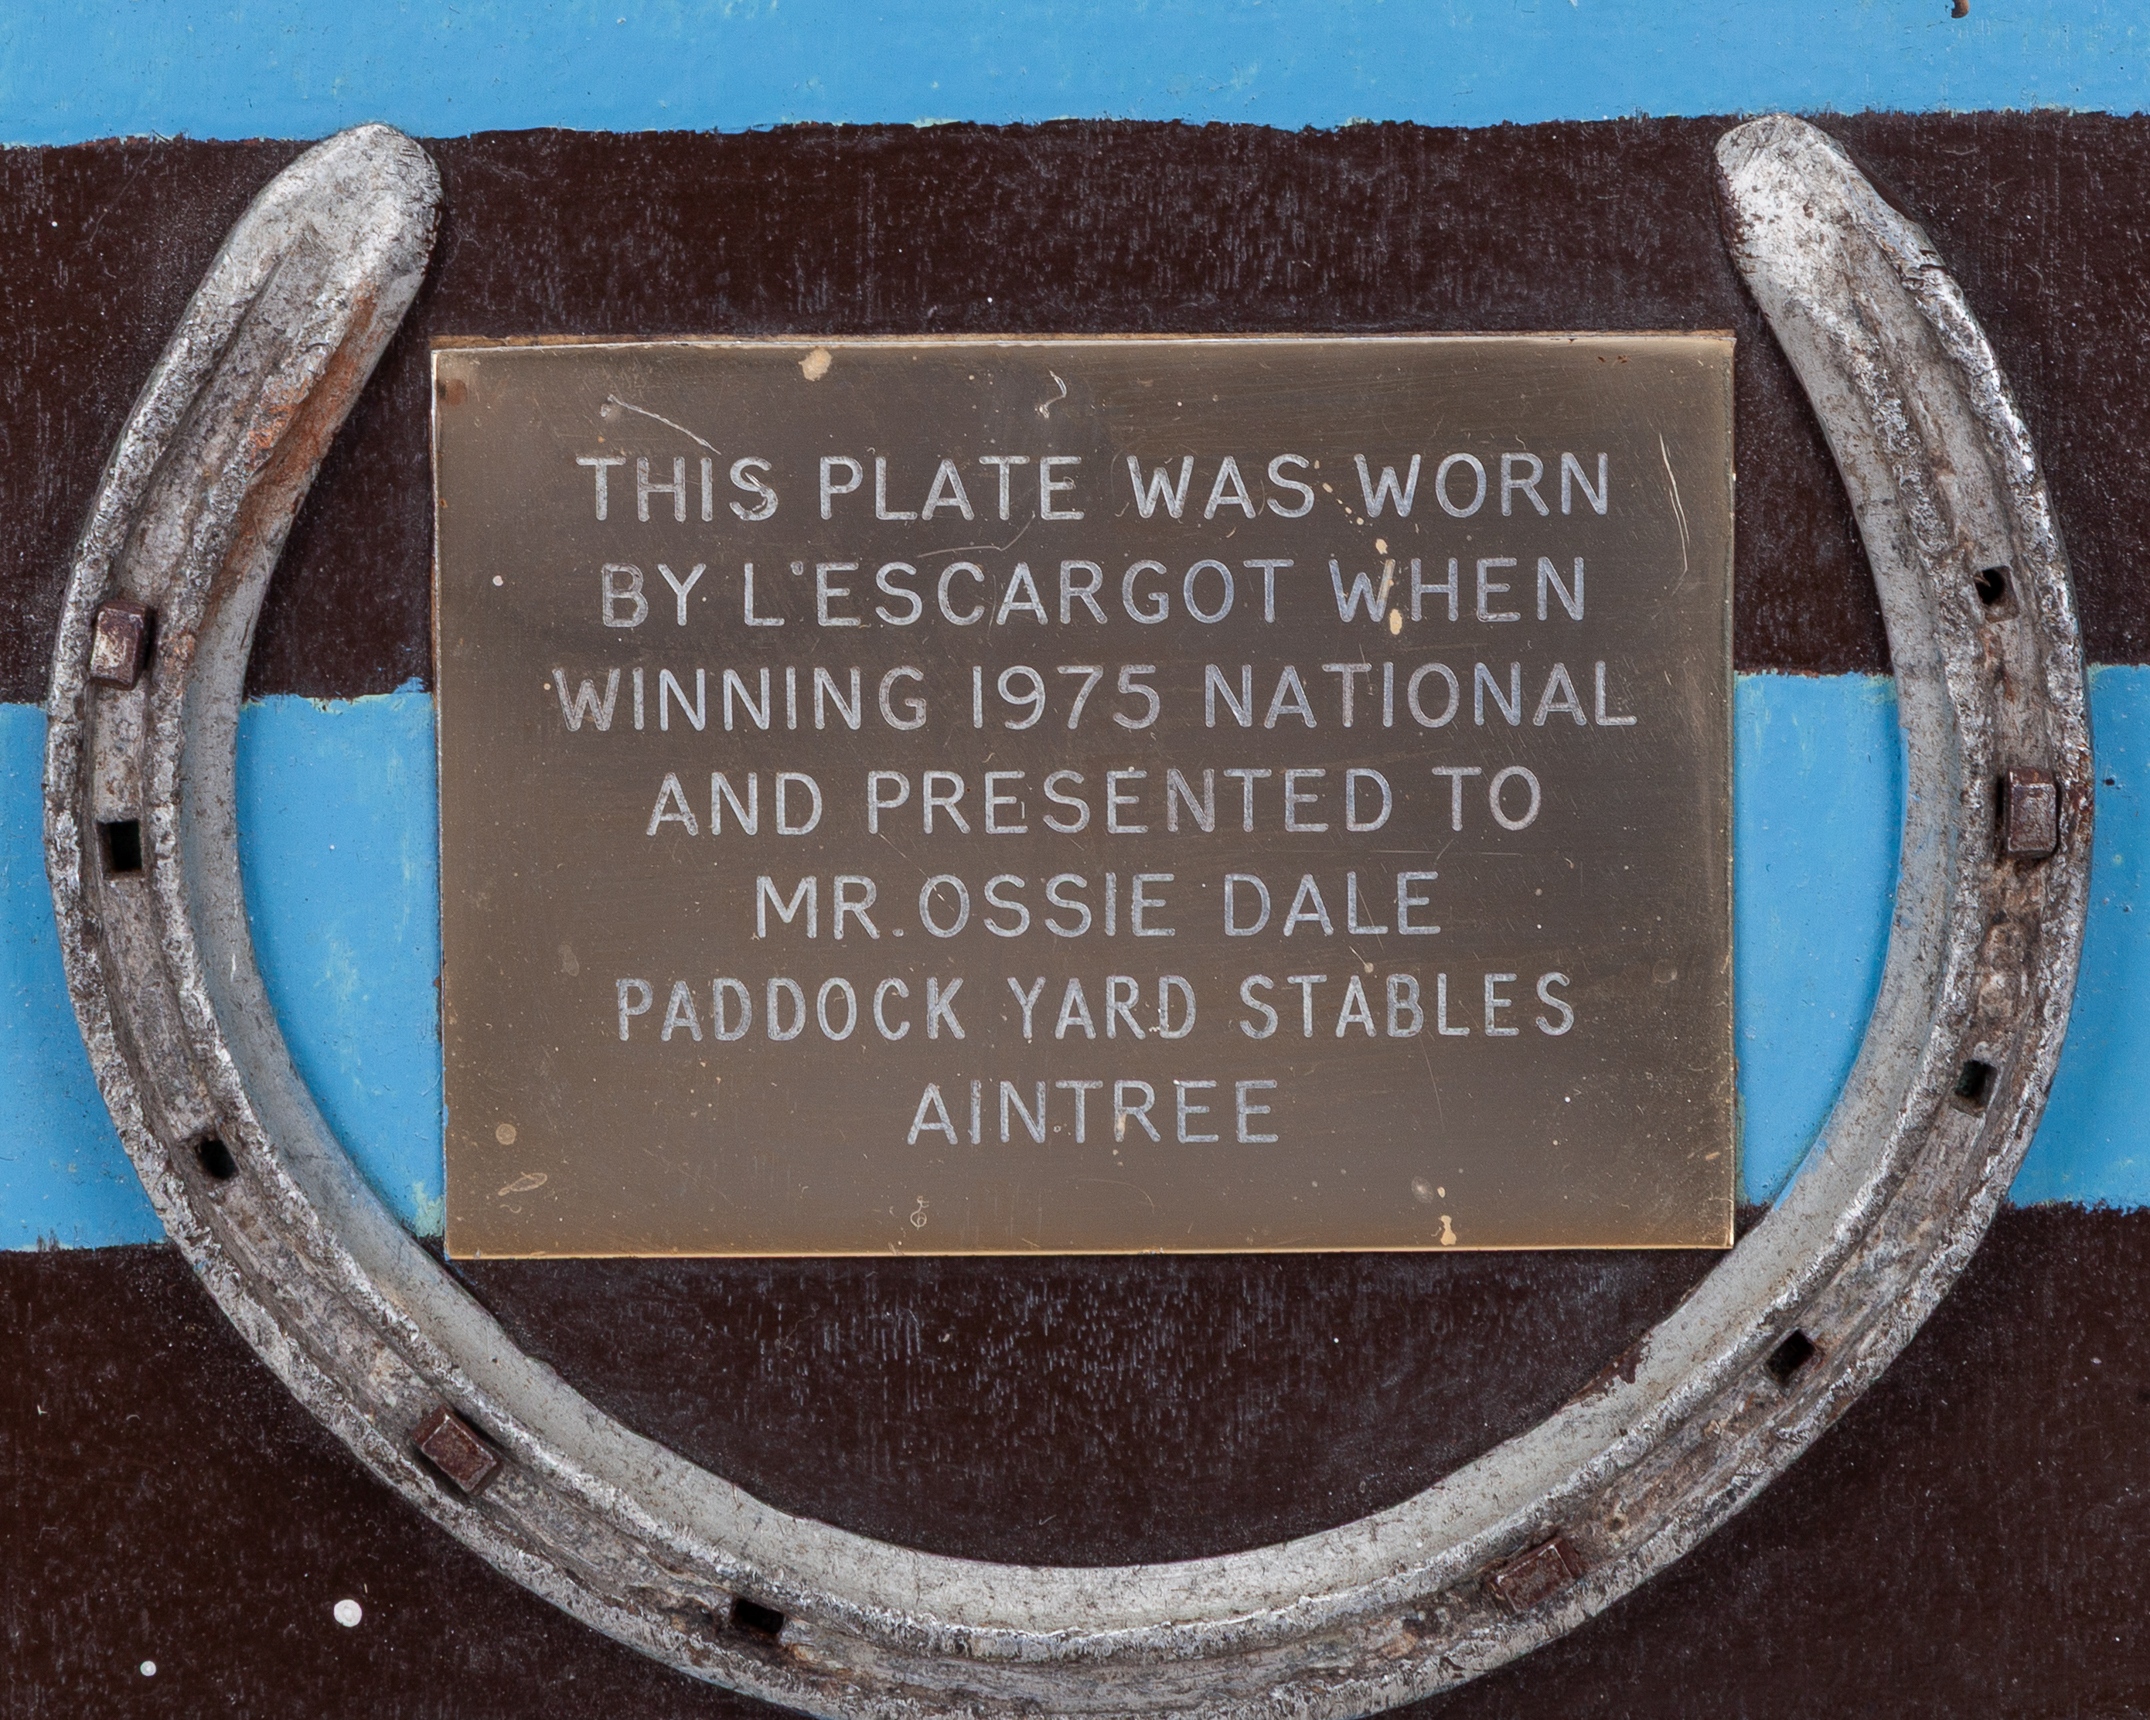 THIS PLATE WAS WORN
BY L'ESCARGOT WHEN
WINNING 1975 NATIONAL
AND PRESENTED TO
MR. OSSIE DALE
PADDOCK YARD STABLES
AINTREE